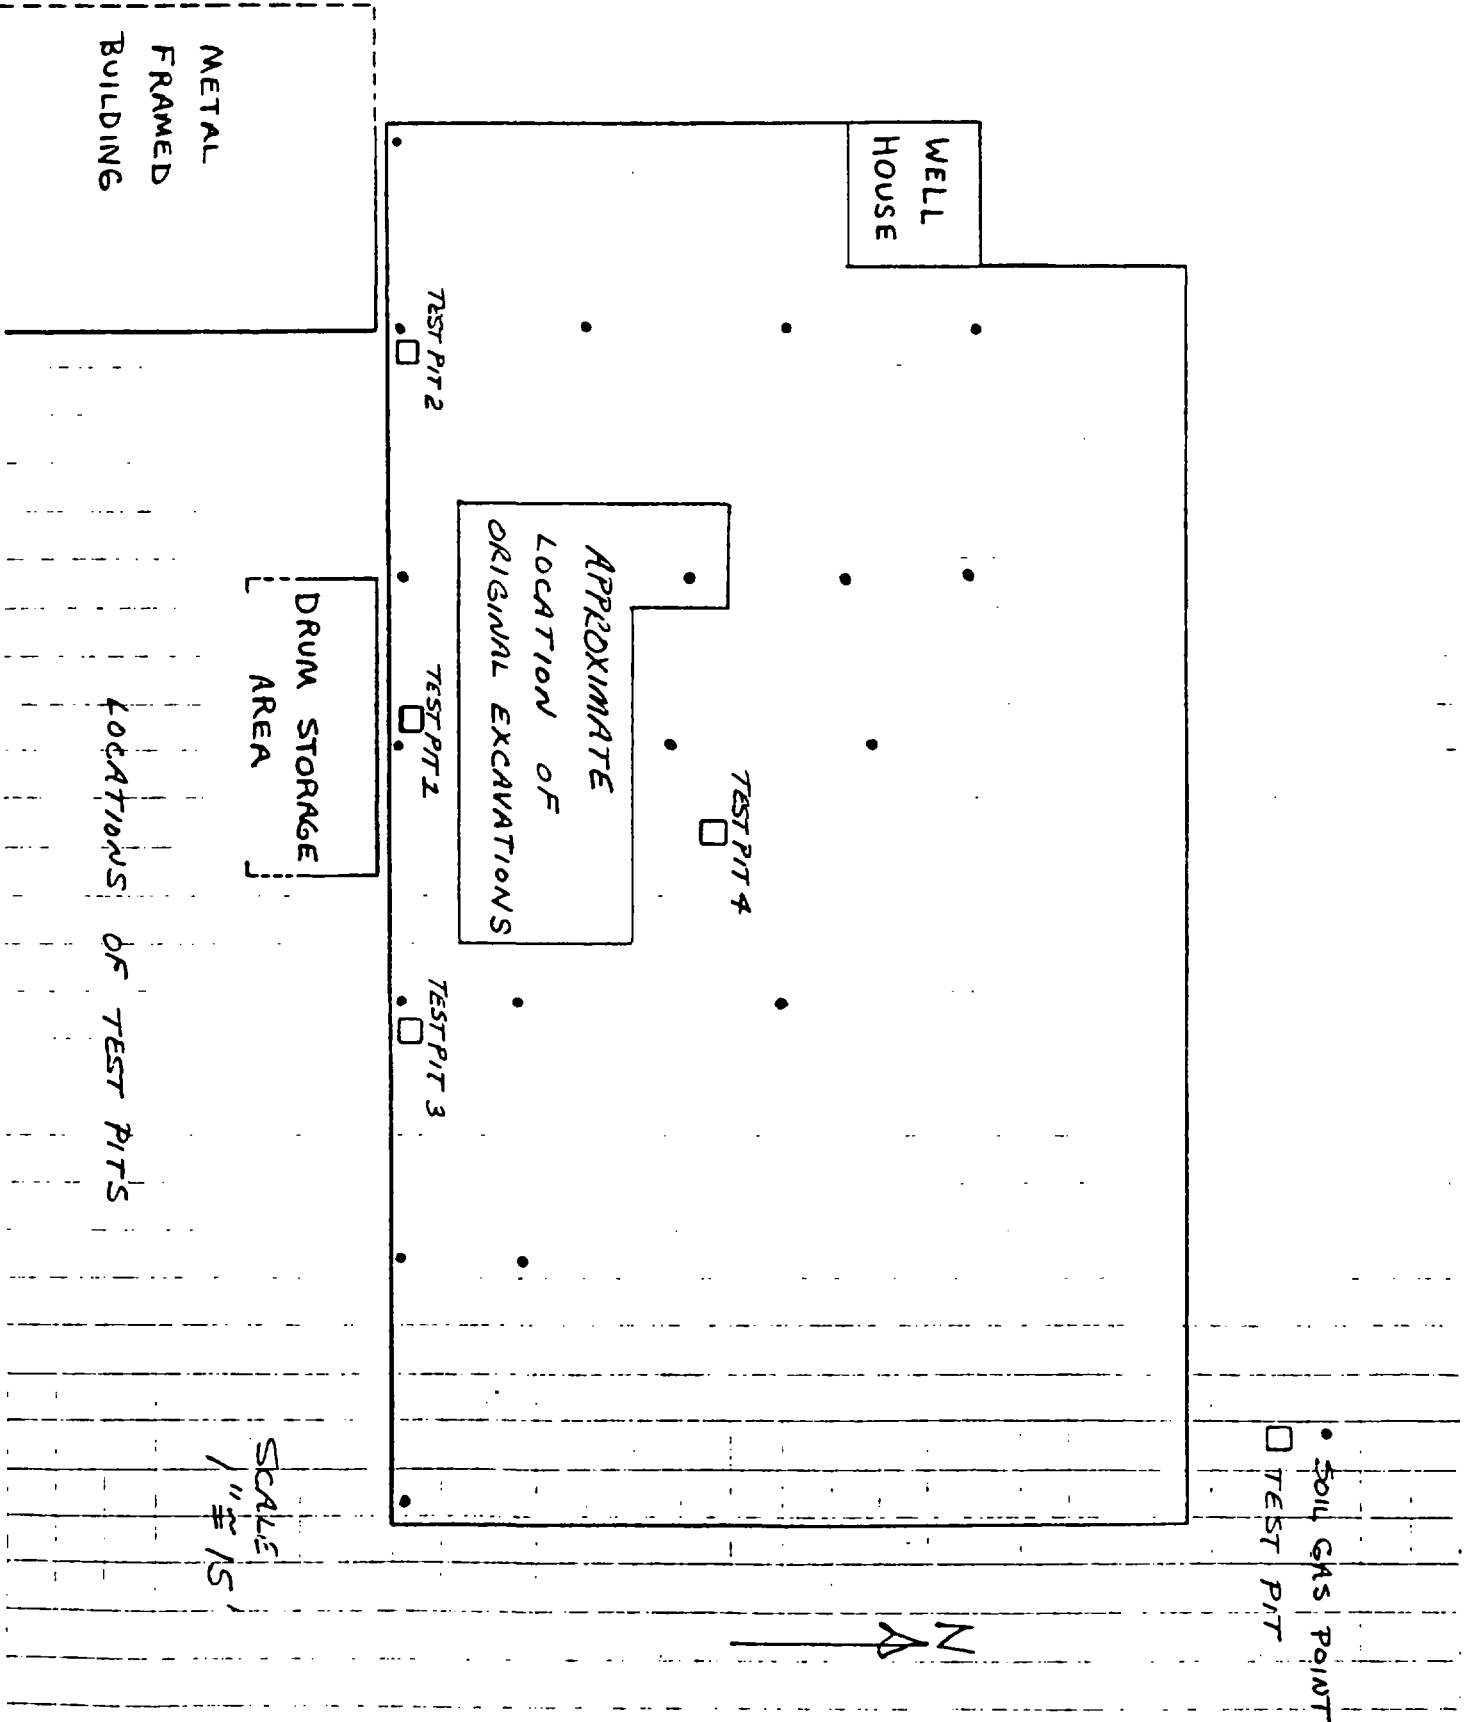 • SOIL GAS POINT
□ TEST PIT
N
WELL
HOUSE
TEST PIT 4
APPROXIMATE
LOCATION OF
ORIGINAL EXCAVATIONS
TEST PIT 2
TEST PIT 1
TEST PIT 3
METAL
FRAMED
BUILDING
DRUM STORAGE
AREA
SCALE
1" ≅ 15'
LOCATIONS OF TEST PITS